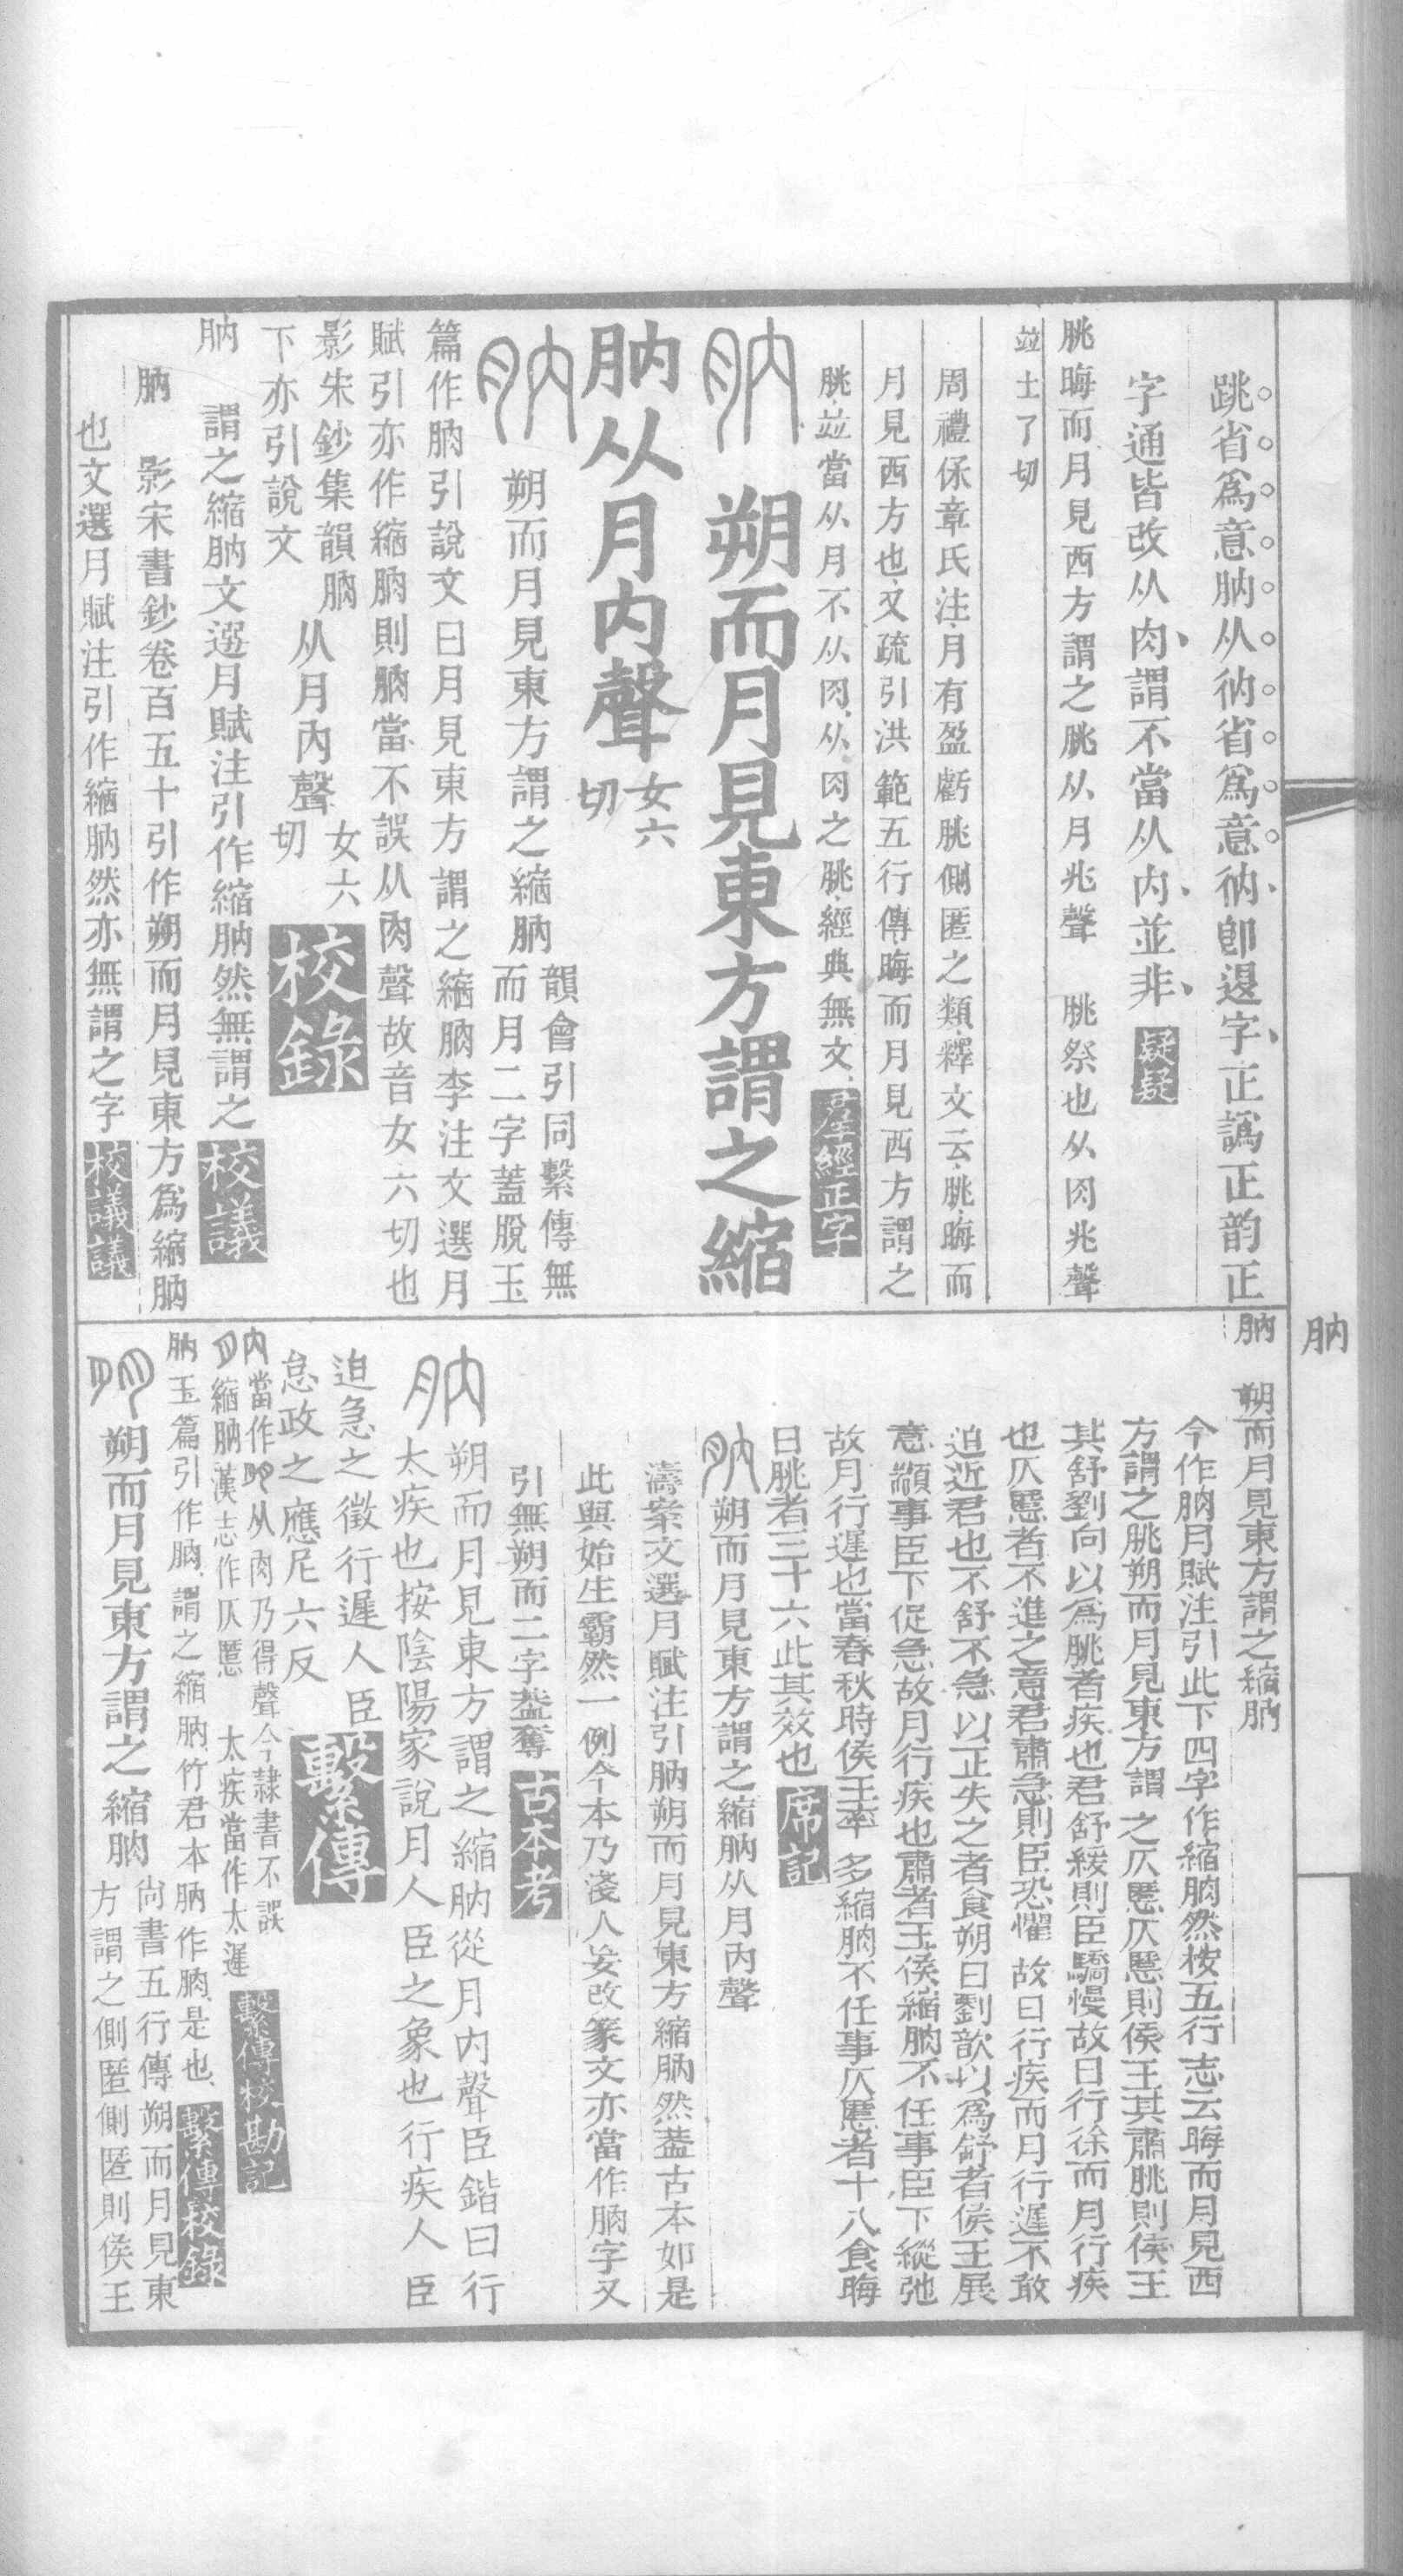 跳省爲意肭从㣕省爲意㣕卽𨓤字正譌正韵正
字通皆改从肉謂不當从内並非 疑疑
朓晦而月見西方謂之朓从月兆聲 朓祭也从肉兆聲
竝土了切
周禮保章氏注月有盈虧朓側匿之類釋文云朓晦而
月見西方也又疏引洪範五行傳晦而月見西方謂之
朓竝當从月不从肉从肉之朓經典無文 羣經正字
肭 朔而月見東方謂之縮
肭从月内聲 女六切
肭 朔而月見東方謂之縮肭 韻會引同繫傳無
而月二字蓋脫玉
篇作朒引說文曰月見東方謂之縮朒李注文選月
賦引亦作縮肭則朒當不誤从肉聲故音女六切也
影宋鈔集韻朒
下亦引說文
从月内聲 女六切 校錄
肭 謂之縮肭文選月賦注引作縮肭然無謂之 校議
肭 影宋書鈔卷百五十引作朔而月見東方爲縮肭
也文選月賦注引作縮肭然亦無謂之字 校議議
肭
肭 朔而月見東方謂之縮肭
今作朒月賦注引此下四字作縮朒然按五行志云晦而月見西
方謂之朓朔而月見東方謂之仄慝仄慝則侯王其肅朓則侯王
其舒劉向以爲朓者疾也君舒緩則臣驕慢故日行徐而月行疾
也仄慝者不進之意君肅急則臣恐懼故日行疾而月行遲不敢
迫近君也不舒不急以正失之者食朔日劉歆以爲舒者侯王展
意顓事臣下促急故月行疾也肅者王侯縮朒不任事臣下縱弛
故月行遲也當春秋時侯王率多縮朒不任事仄慝者十八食晦
日朓者三十六此其效也 席記
肭 朔而月見東方謂之縮肭从月内聲
濤案文選月賦注引肭朔而月見東方縮肭然蓋古本如是
此與始生霸然一例今本乃淺人妄改篆文亦當作朒字又
引無朔而二字蓋奪 古本考
肭 朔而月見東方謂之縮肭從月内聲臣鍇曰行
太疾也按陰陽家說月人臣之象也行疾人臣
迫急之徵行遲人臣
怠政之應尼六反 繫傳
内當作肉从肉乃得聲今隸書不誤
縮肭漢志作仄慝 太疾當作太遲 繫傳校勘記
肭玉篇引作朒謂之縮朒竹君本肭作朒是也 繫傳校錄
朔而月見東方謂之縮肭 尙書五行傳朔而月見東
方謂之側匿側匿則侯王